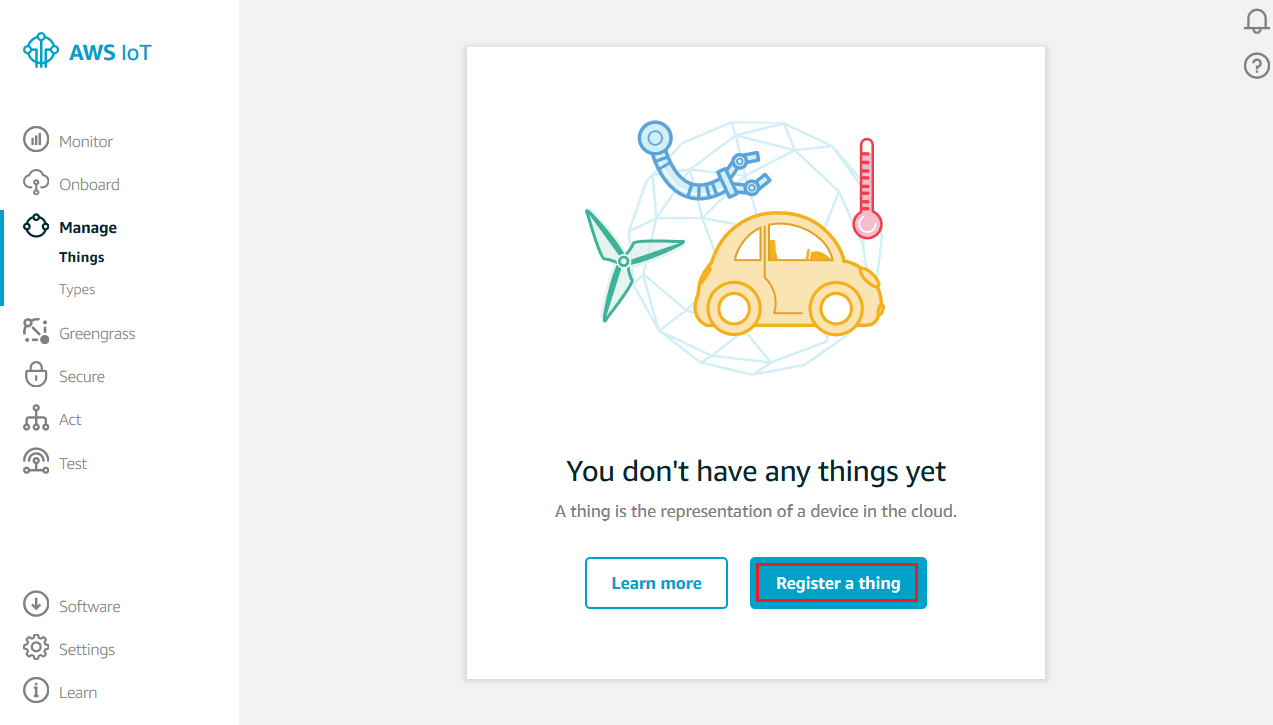 AWS IoT
Monitor
Onboard
Manage
Things
Types
Greengrass
Secure
Act
Test
Software
Settings
Learn
You don't have any things yet
A thing is the representation of a device in the cloud.
Learn more
Register a thing